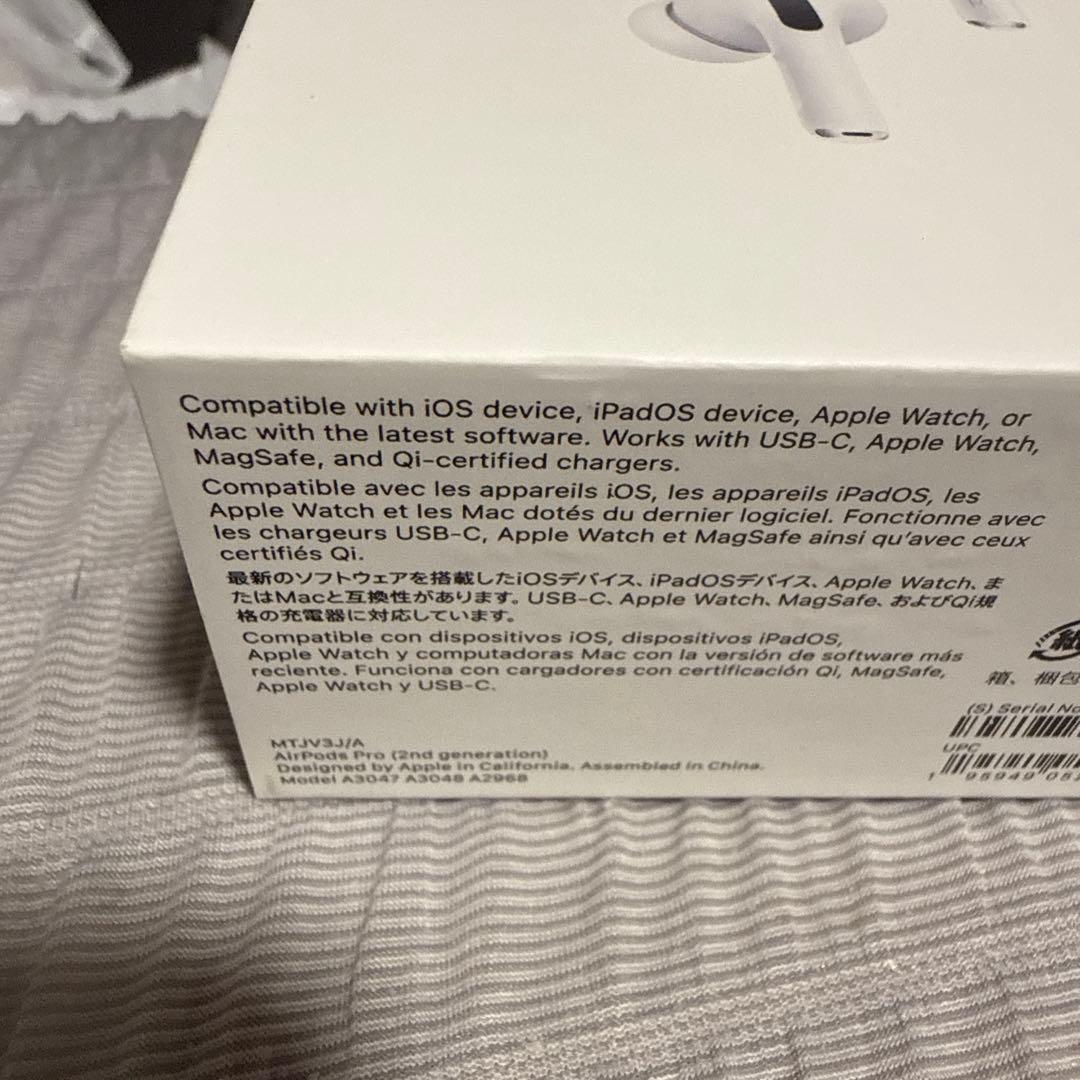 Compatible with iOS device, iPadOS device, Apple Watch, or
Mac with the latest software. Works with USB-C, Apple Watch,
MagSafe, and Qi-certified chargers.
Compatible avec les appareils iOS, les appareils iPadOS, les
Apple Watch et les Mac dotés du dernier logiciel. Fonctionne avec
les chargeurs USB-C, Apple Watch et MagSafe ainsi qu'avec ceux
certifiés Qi.
最新のソフトウェアを搭載したiOSデバイス、iPadOSデバイス、Apple Watch、ま
たはMacと互換性があります。USB-C、Apple Watch、MagSafe、およびQi規
格の充電器に対応しています。
Compatible con dispositivos iOS, dispositivos iPadOS,
Apple Watch y computadoras Mac con la versión de software más
reciente. Funciona con cargadores con certificación Qi, MagSafe,
Apple Watch y USB-C.
紙
箱、梱包
MTJV3J/A
AirPods Pro (2nd generation)
Designed by Apple in California. Assembled in China.
Model A3047 A3048 A2968
(S) Serial No
UPC
1 95949 05